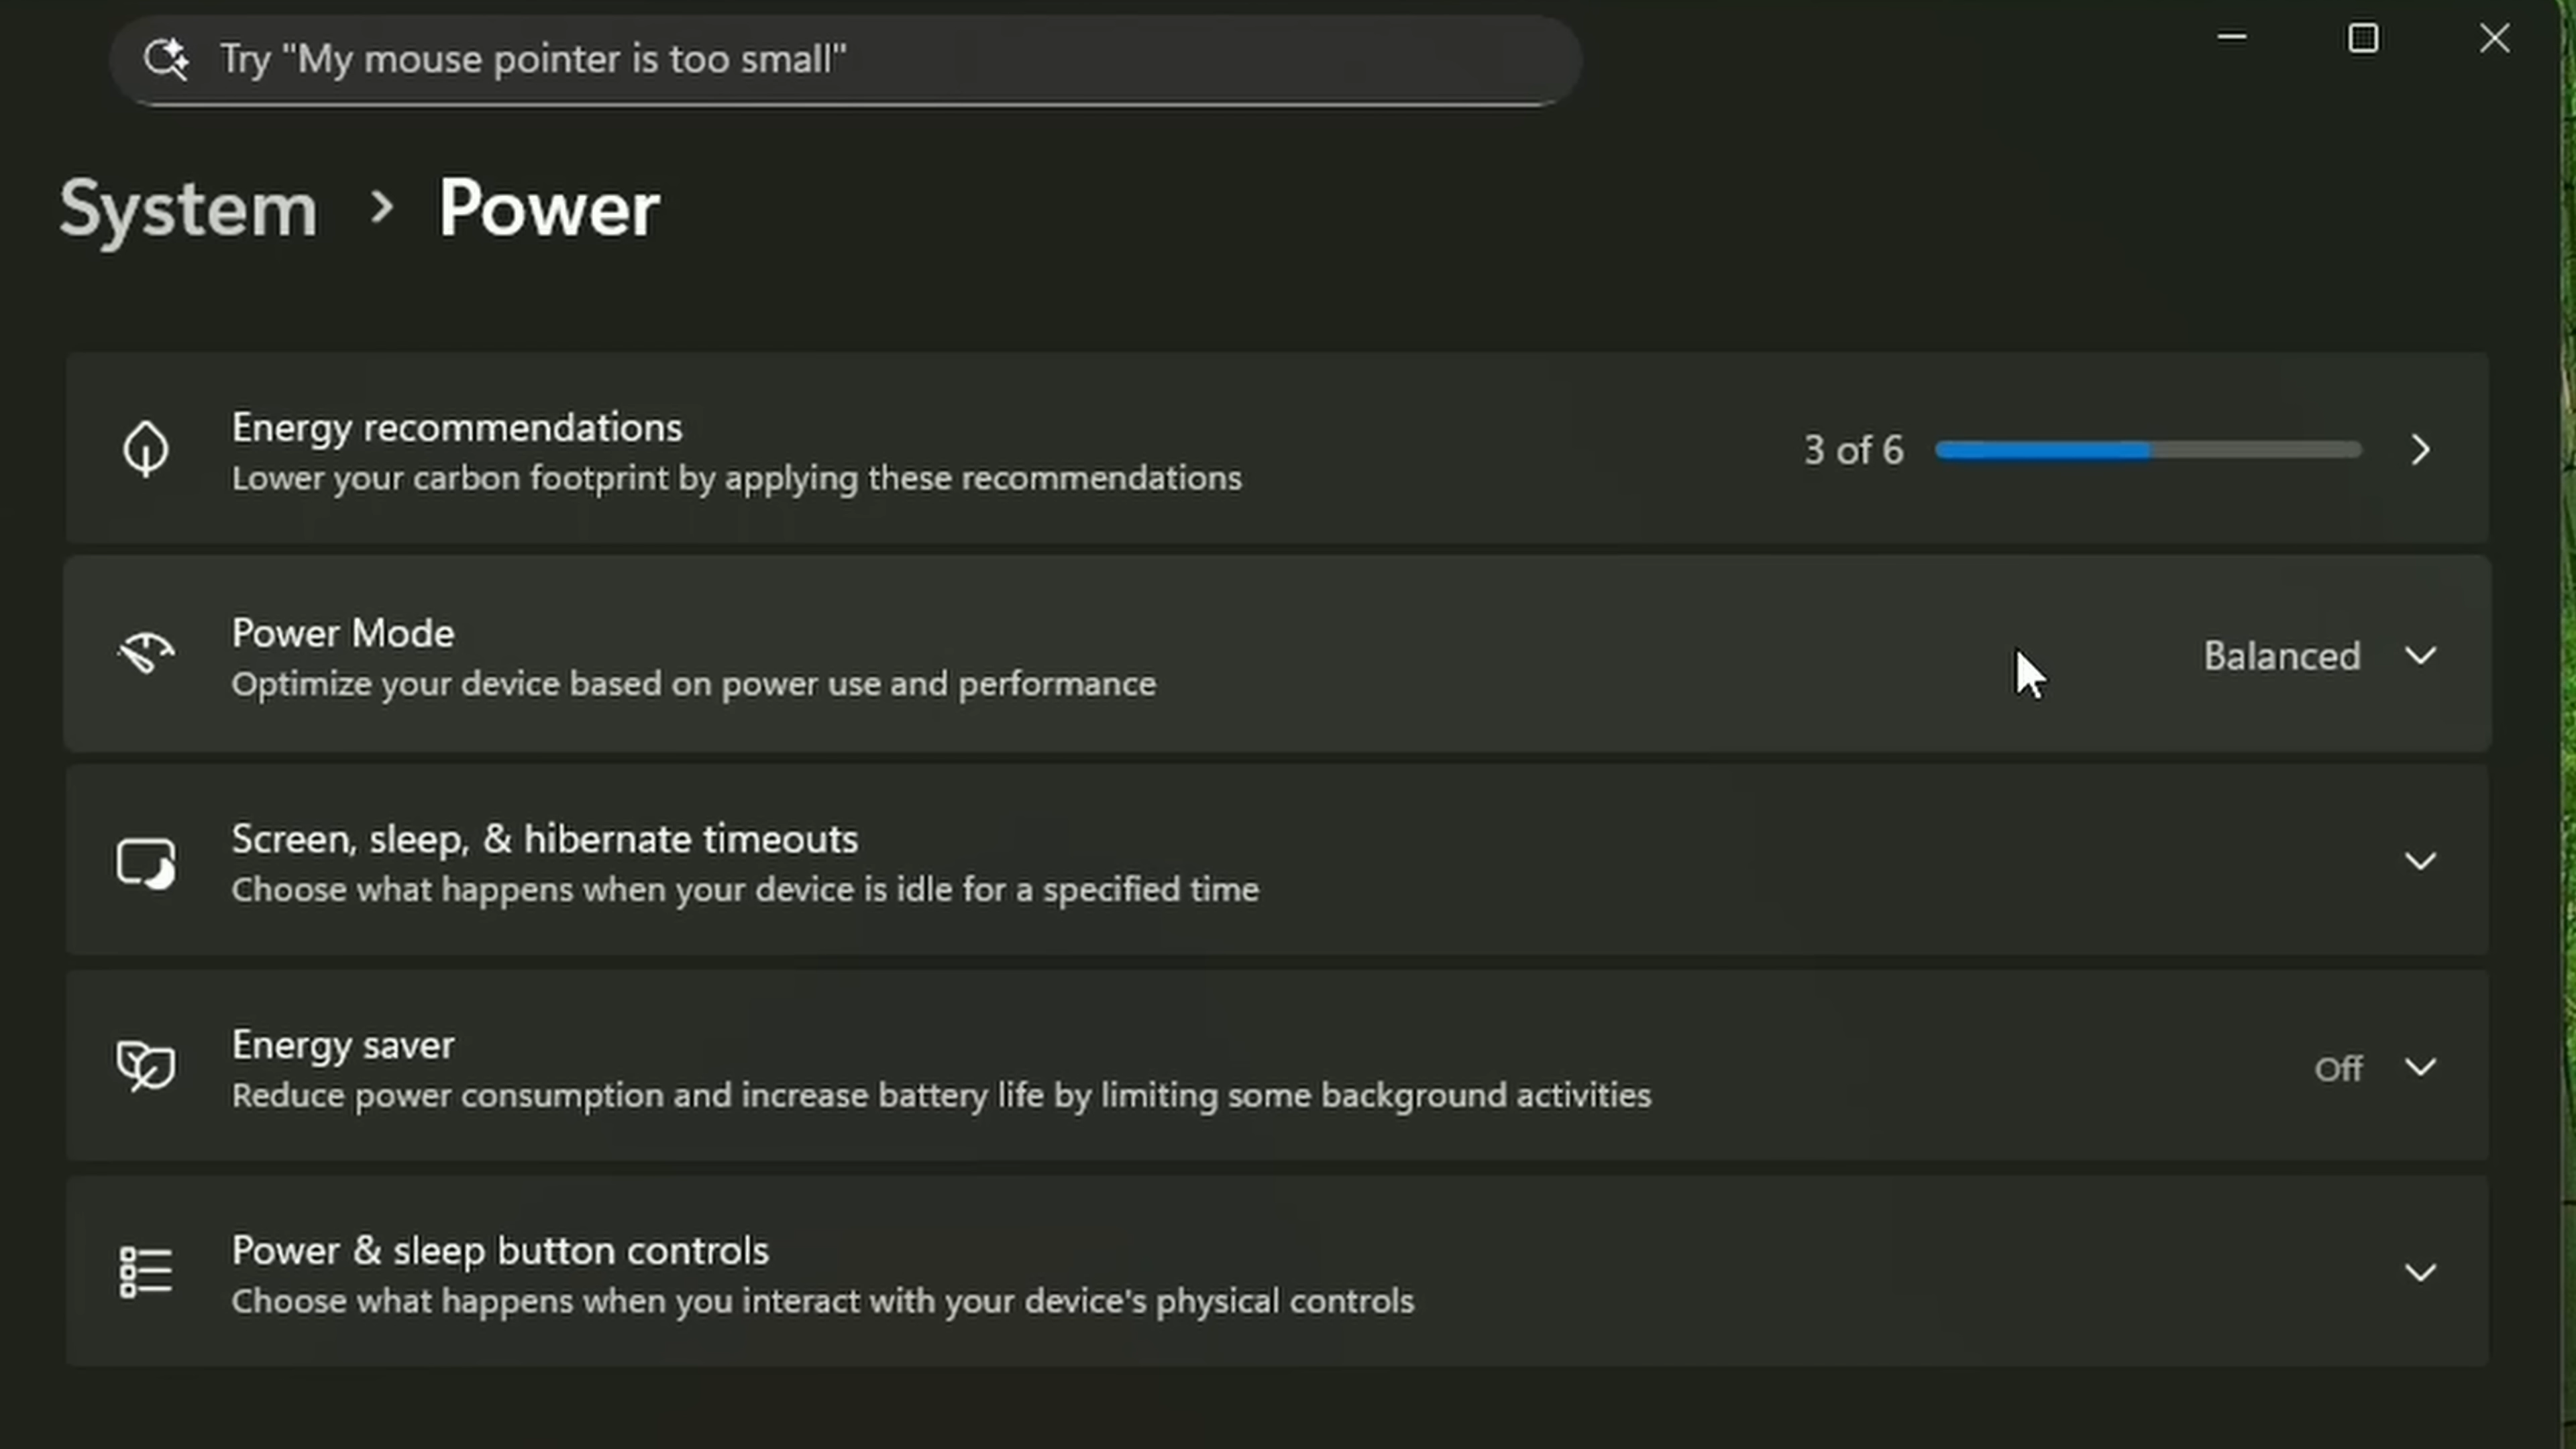 Try "My mouse pointer is too small"
System > Power
Energy recommendations
Lower your carbon footprint by applying these recommendations
3 of 6
Power Mode
Optimize your device based on power use and performance
Balanced
Screen, sleep, & hibernate timeouts
Choose what happens when your device is idle for a specified time
Energy saver
Reduce power consumption and increase battery life by limiting some background activities
Off
Power & sleep button controls
Choose what happens when you interact with your device's physical controls